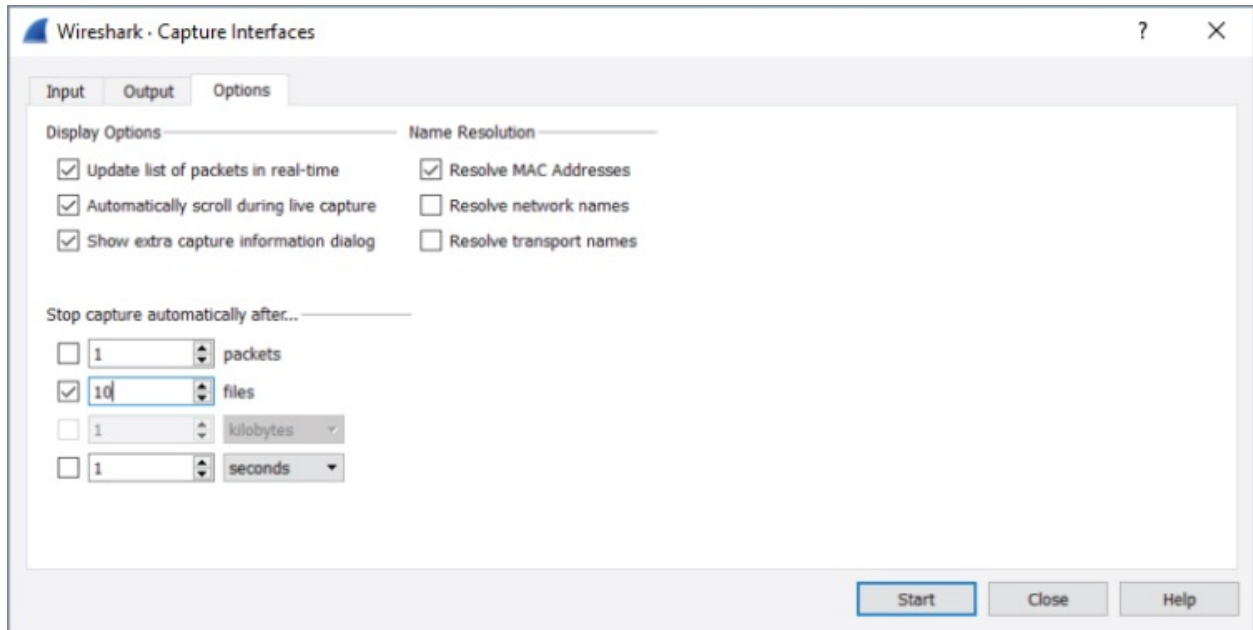 Wireshark · Capture Interfaces
?
Input Output Options
Display Options
Name Resolution
Update list of packets in real-time
Resolve MAC Addresses
Automatically scroll during live capture
Resolve network names
Show extra capture information dialog
Resolve transport names
Stop capture automatically after...
1 packets
10 files
1 kilobytes
1 seconds
Start Close Help